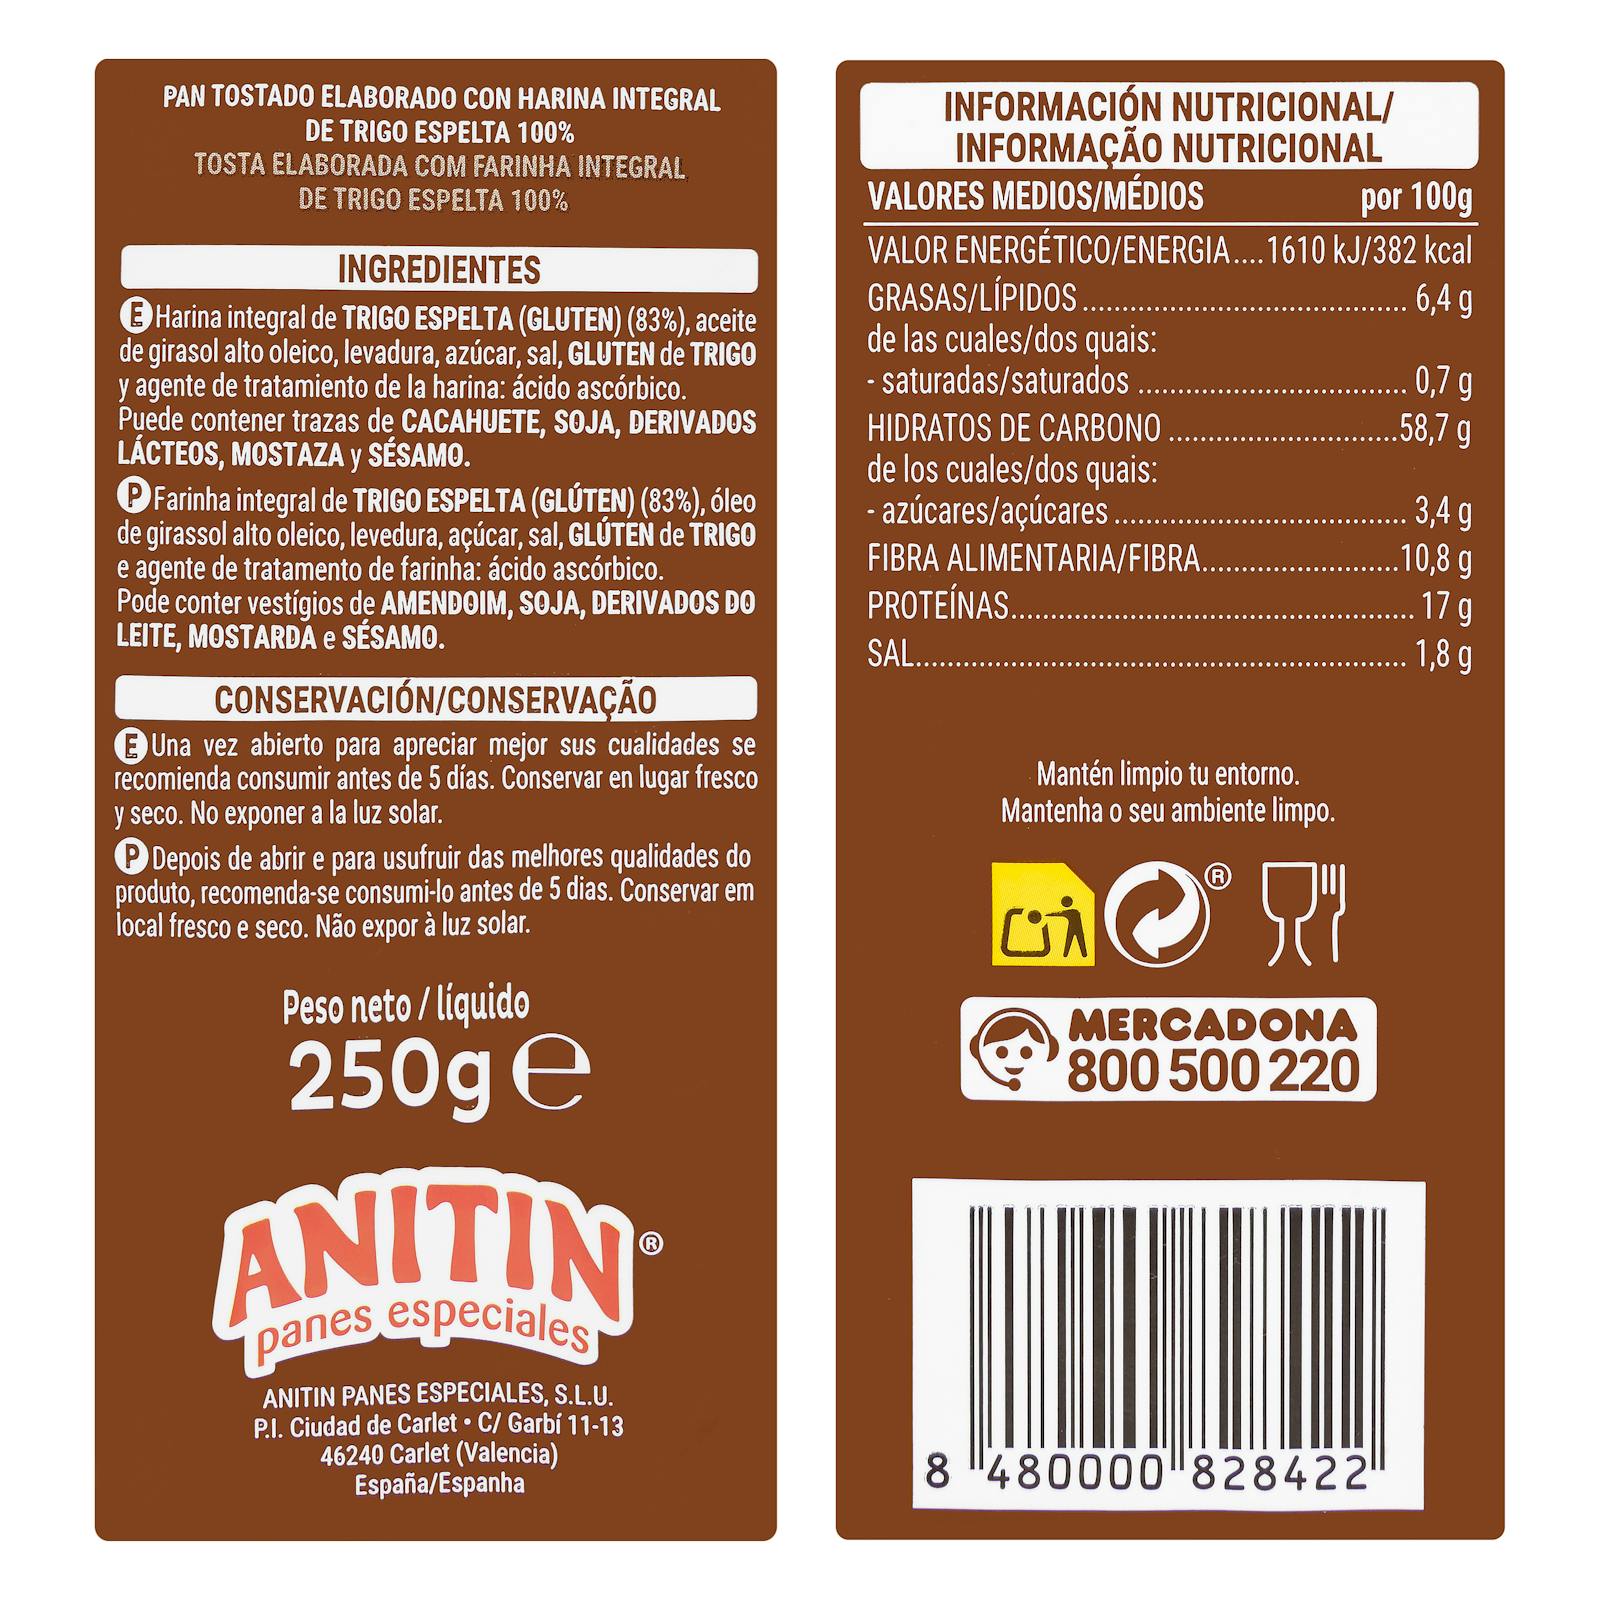 PAN TOSTADO ELABORADO CON HARINA INTEGRAL
DE TRIGO ESPELTA 100%
TOSTA ELABORADA COM FARINHA INTEGRAL
DE TRIGO ESPELTA 100%
INGREDIENTES
E Harina integral de TRIGO ESPELTA (GLUTEN) (83%), aceite
de girasol alto oleico, levadura, azúcar, sal, GLUTEN de TRIGO
y agente de tratamiento de la harina: ácido ascórbico.
Puede contener trazas de CACAHUETE, SOJA, DERIVADOS
LÁCTEOS, MOSTAZA y SÉSAMO.
P Farinha integral de TRIGO ESPELTA (GLÚTEN) (83%), óleo
de girassol alto oleico, levedura, açúcar, sal, GLÚTEN de TRIGO
e agente de tratamento de farinha: ácido ascórbico.
Pode conter vestígios de AMENDOIM, SOJA, DERIVADOS DO
LEITE, MOSTARDA e SÉSAMO.
CONSERVACIÓN/CONSERVAÇÃO
E Una vez abierto para apreciar mejor sus cualidades se
recomienda consumir antes de 5 días. Conservar en lugar fresco
y seco. No exponer a la luz solar.
P Depois de abrir e para usufruir das melhores qualidades do
produto, recomenda-se consumi-lo antes de 5 dias. Conservar em
local fresco e seco. Não expor à luz solar.
Peso neto / líquido
250g e
ANITIN®
panes especiales
ANITIN PANES ESPECIALES, S.L.U.
P.I. Ciudad de Carlet • C/ Garbí 11-13
46240 Carlet (Valencia)
España/Espanha
INFORMACIÓN NUTRICIONAL/
INFORMAÇÃO NUTRICIONAL
VALORES MEDIOS/MÉDIOS por 100g
VALOR ENERGÉTICO/ENERGIA....1610 kJ/382 kcal
GRASAS/LÍPIDOS ........ 6,4 g
de las cuales/dos quais:
- saturadas/saturados ........ 0,7 g
HIDRATOS DE CARBONO ........58,7 g
de los cuales/dos quais:
- azúcares/açúcares ........ 3,4 g
FIBRA ALIMENTARIA/FIBRA........10,8 g
PROTEÍNAS........ 17 g
SAL........ 1,8 g
Mantén limpio tu entorno.
Mantenha o seu ambiente limpo.
®
MERCADONA
800 500 220
8 480000 828422